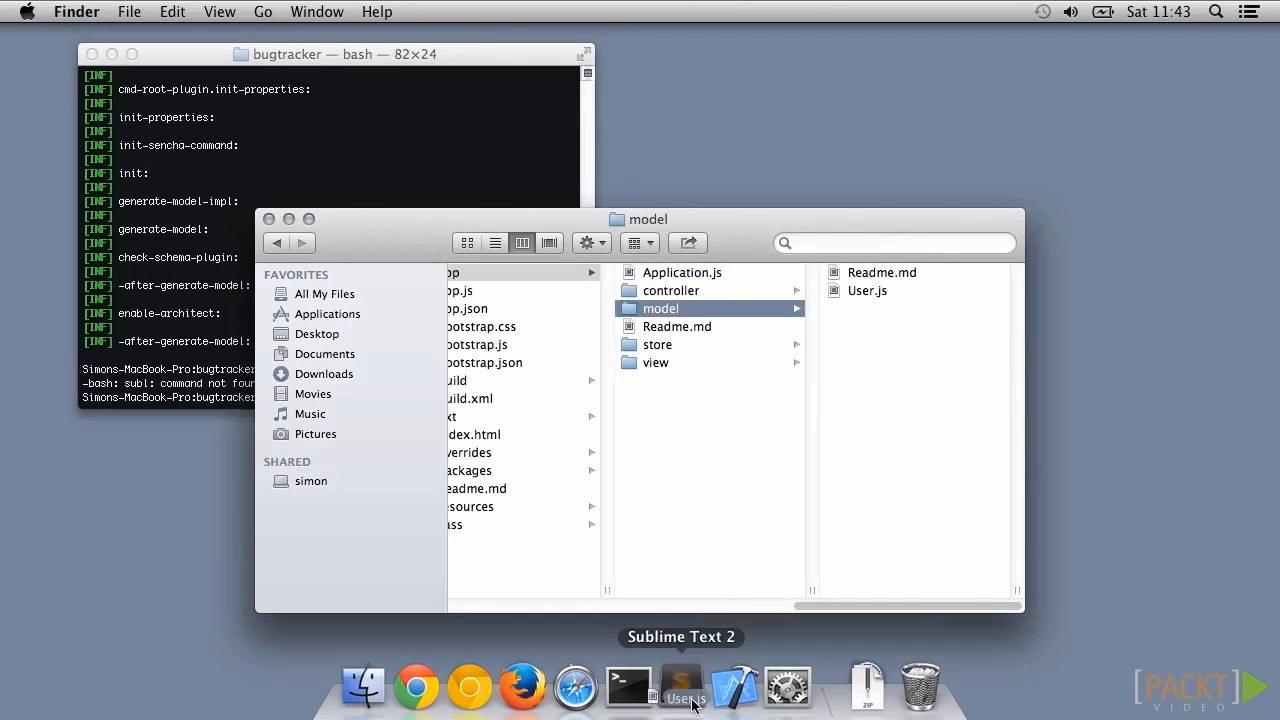 Finder File Edit View Go Window Help Sat 11:43
bugtracker — bash — 82×24
[INF]
[INF] cmd-root-plugin.init-properties:
[INF]
[INF] init-properties:
[INF]
[INF] init-sencha-command:
[INF]
[INF] init:
[INF]
[INF] generate-model-impl:
[INF]
[INF] generate-model:
[INF]
[INF] check-schema-plugin:
[INF]
[INF] -after-generate-model:
[INF]
[INF] enable-architect:
[INF]
[INF] -after-generate-model:
Simons-MacBook-Pro:bugtracker
-bash: subl: command not foun
Simons-MacBook-Pro:bugtracker
model
FAVORITES
All My Files
Applications
Desktop
Documents
Downloads
Movies
Music
Pictures
SHARED
simon
pp
pp.js
pp.json
ootstrap.css
ootstrap.js
ootstrap.json
uild
uild.xml
xt
dex.html
verrides
ackages
eadme.md
esources
ass
Application.js
controller
model
Readme.md
store
view
Readme.md
User.js
Sublime Text 2
User.js
ZIP
[PACKT]
VIDEO